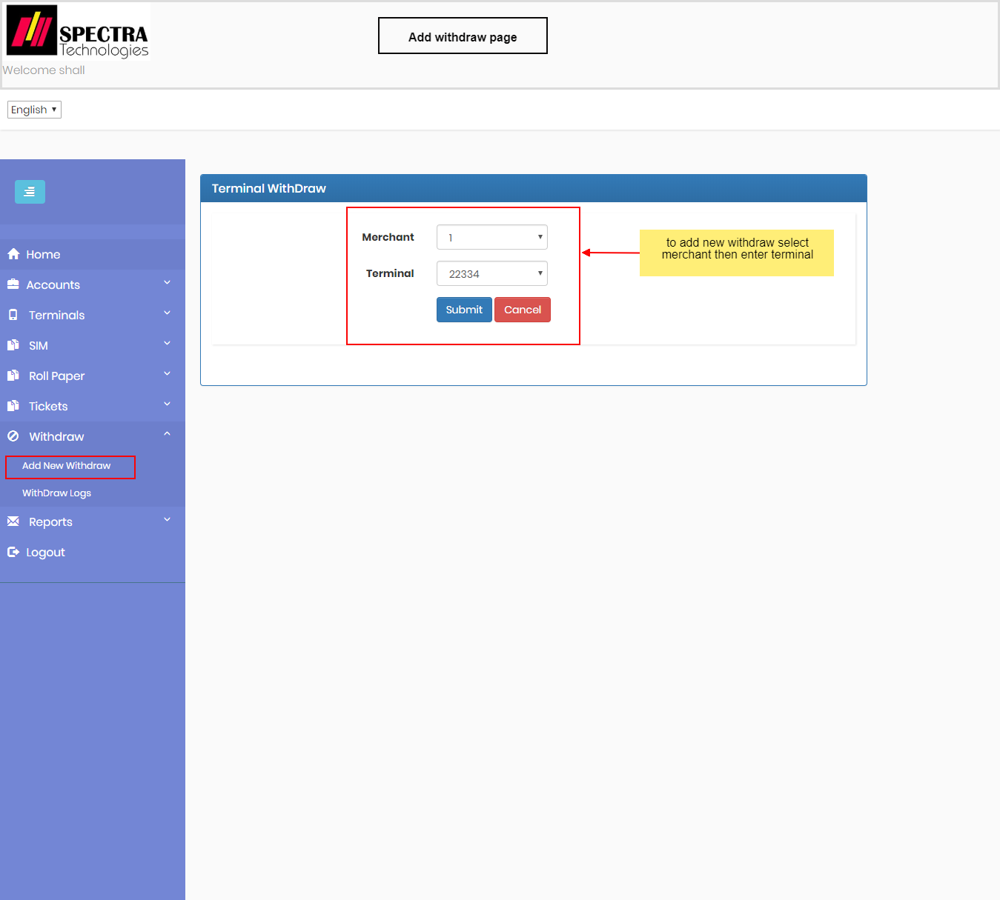 SPECTRA
Technologies
Add withdraw page
Welcome shall
English
Terminal WithDraw
Merchant
1
Terminal
22334
Submit
Cancel
to add new withdraw select
merchant then enter terminal
Home
Accounts
Terminals
SIM
Roll Paper
Tickets
Withdraw
Add New Withdraw
WithDraw Logs
Reports
Logout